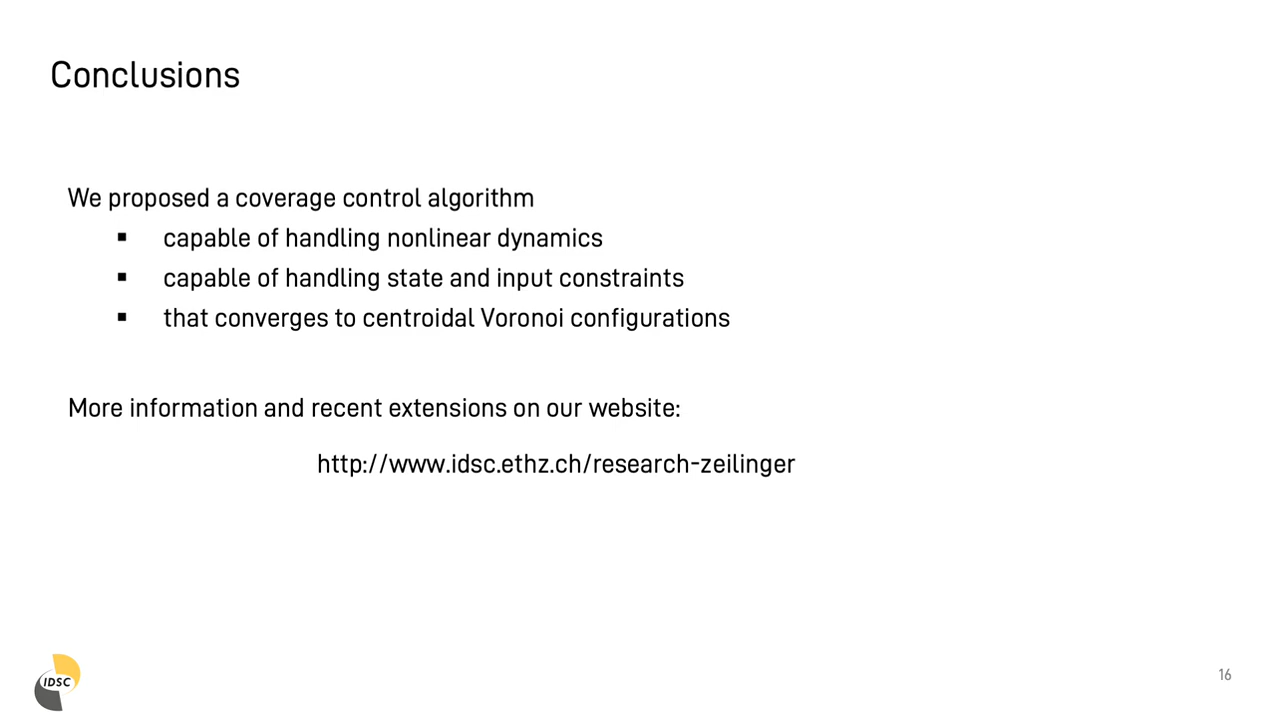 Conclusions
We proposed a coverage control algorithm
▪ capable of handling nonlinear dynamics
▪ capable of handling state and input constraints
▪ that converges to centroidal Voronoi configurations
More information and recent extensions on our website:
http://www.idsc.ethz.ch/research-zeilinger
IDSC
16